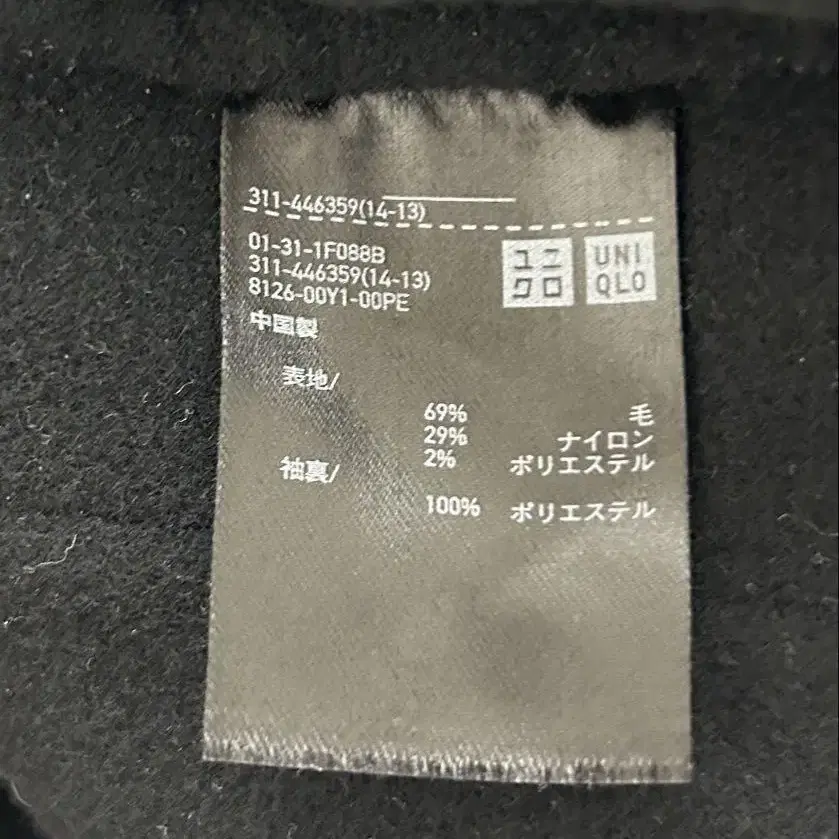 311-446359(14-13)
01-31-1F088B
311-446359(14-13)
8126-00Y1-00PE
中国製
ユニ
クロ
UNI
QLO
表地/
69% 毛
29% ナイロン
2% ポリエステル
袖裏/
100% ポリエステル